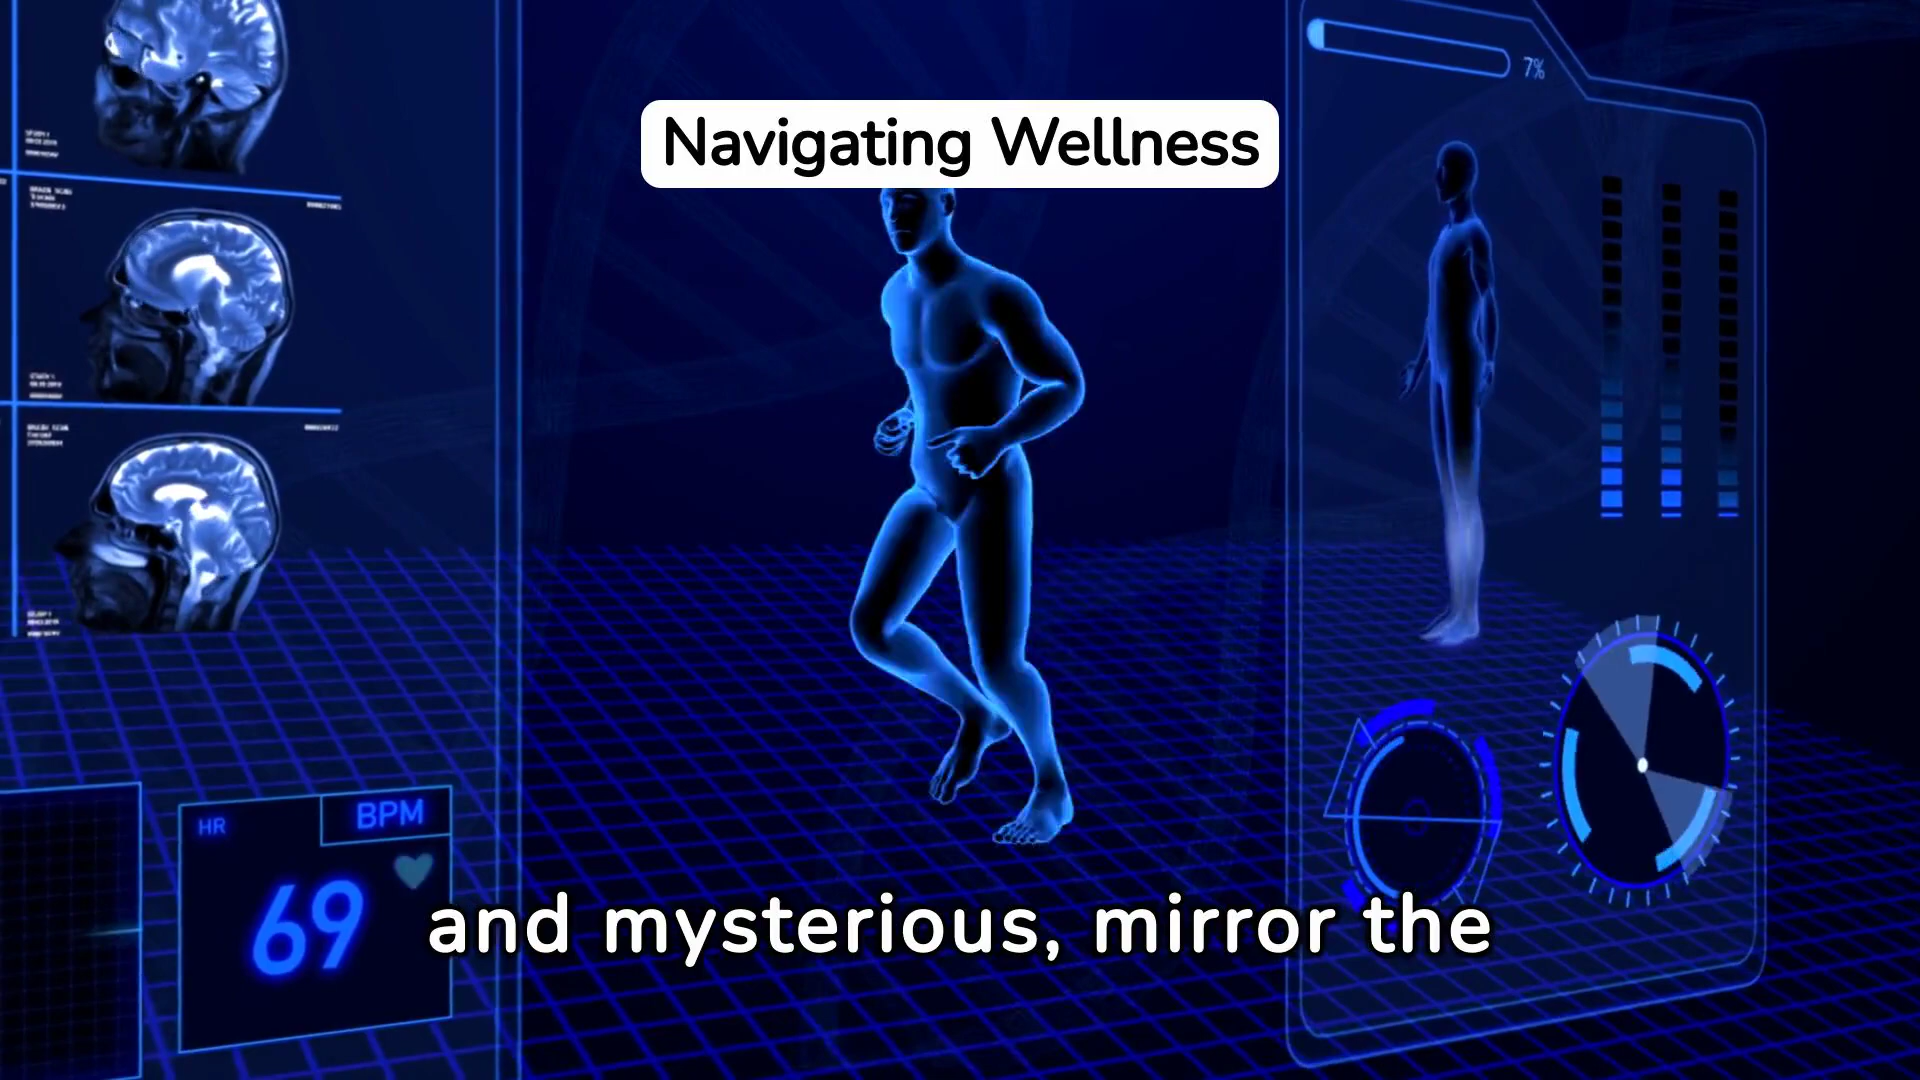 Navigating Wellness
7%
HR
BPM
69
and mysterious, mirror the